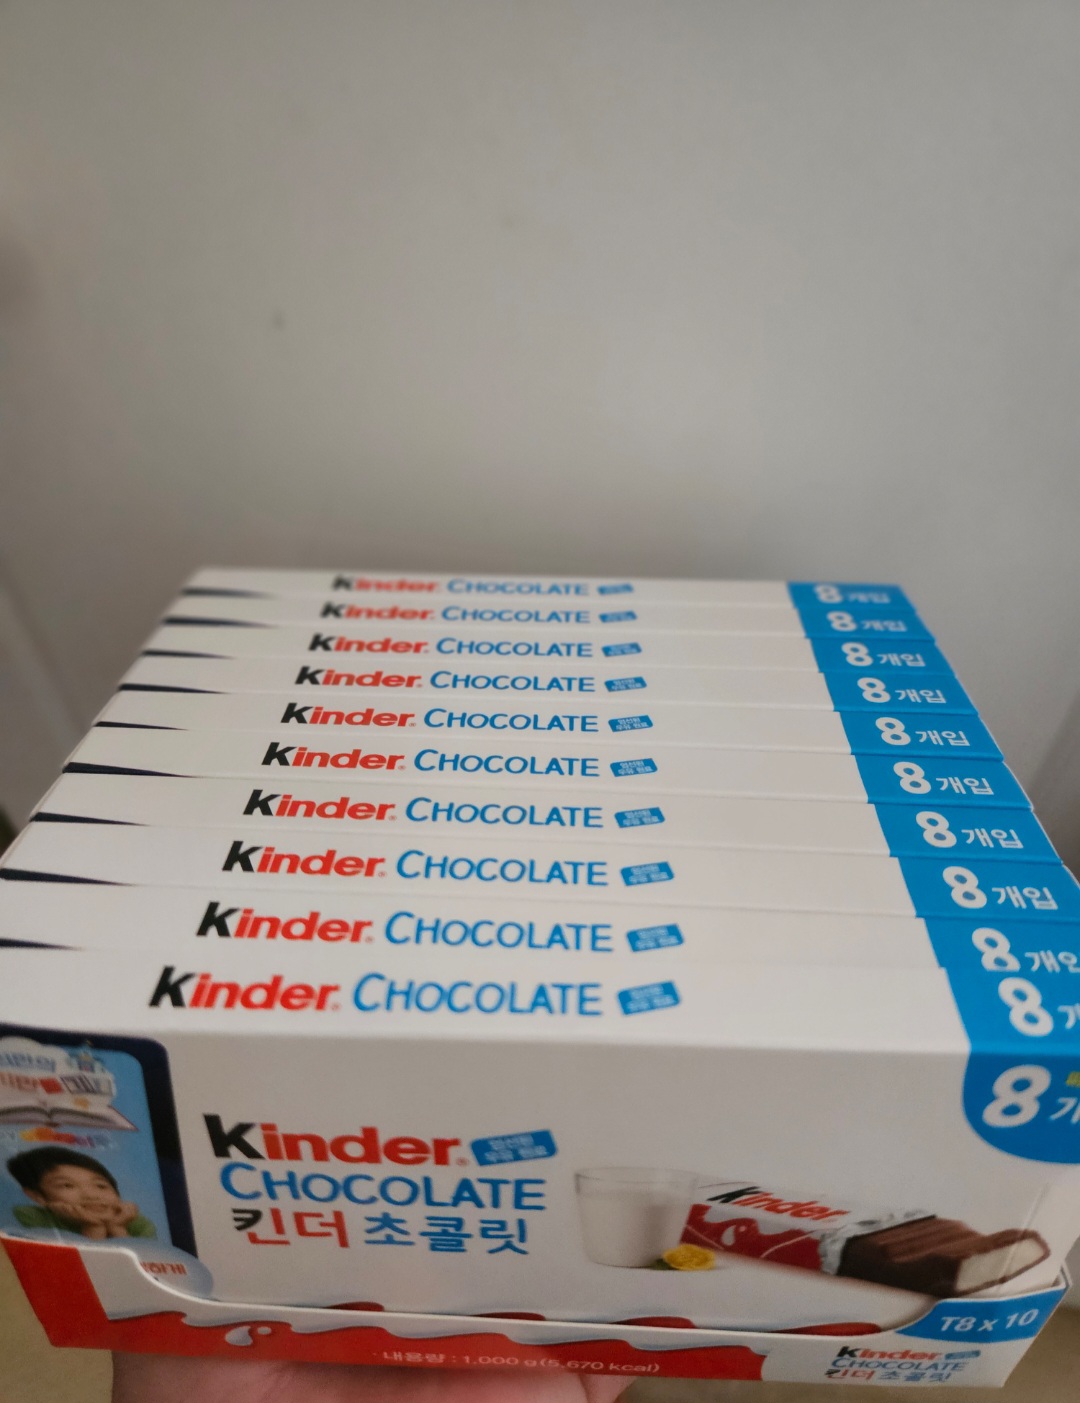 Kinder CHOCOLATE
8 개입
Kinder CHOCOLATE
8 개입
Kinder CHOCOLATE
8 개입
Kinder CHOCOLATE
8 개입
Kinder CHOCOLATE
8 개입
Kinder CHOCOLATE
8 개입
Kinder CHOCOLATE
8 개입
Kinder CHOCOLATE
8 개입
Kinder CHOCOLATE
8
Kinder CHOCOLATE
8
8
Kinder
CHOCOLATE
킨더 초콜릿
Kinder
T8 x 10
내용량 : 1,000 g (5,670 kcal)
Kinder
CHOCOLATE
킨더 초콜릿